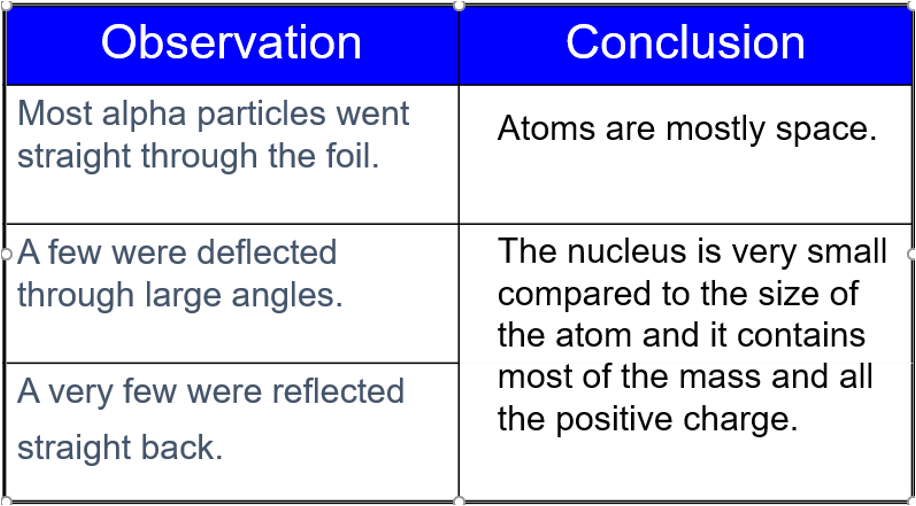 Observation
Conclusion
Most alpha particles went
straight through the foil.
Atoms are mostly space.
A few were deflected
through large angles.
The nucleus is very small
compared to the size of
the atom and it contains
most of the mass and all
the positive charge.
A very few were reflected
straight back.